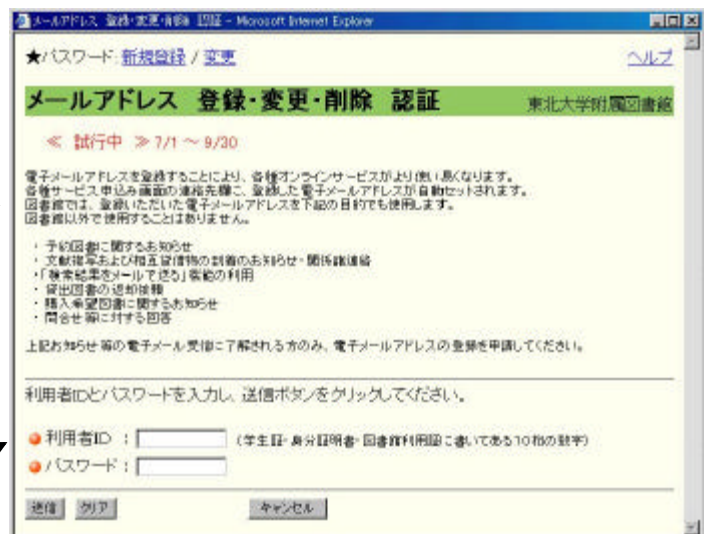 メールアドレス 登録・変更・削除 認証 - Microsoft Internet Explorer
★パスワード:新規登録 / 変更 ヘルプ
メールアドレス 登録・変更・削除 認証 東北大学附属図書館
≪ 試行中 ≫ 7/1 ～ 9/30
電子メールアドレスを登録することにより、各種オンラインサービスがより使い易くなります。
各種サービス申込み画面の連絡先欄に、登録した電子メールアドレスが自動セットされます。
図書館では、登録いただいた電子メールアドレスを下記の目的でも使用します。
図書館以外で使用することはありません。
・ 予約図書に関するお知らせ
・ 文献複写および相互貸借物の到着のお知らせ・関係諸連絡
・「検索結果をメールで送る」機能の利用
・ 貸出図書の返却依頼
・ 購入希望図書に関するお知らせ
・ 問合せ等に対する回答
上記お知らせ等の電子メール受信に了解される方のみ、電子メールアドレスの登録を申請してください。
利用者IDとパスワードを入力し、送信ボタンをクリックしてください。
利用者ID : (学生証・身分証明書・図書館利用証に書いてある10桁の数字)
パスワード :
送信 クリア キャンセル